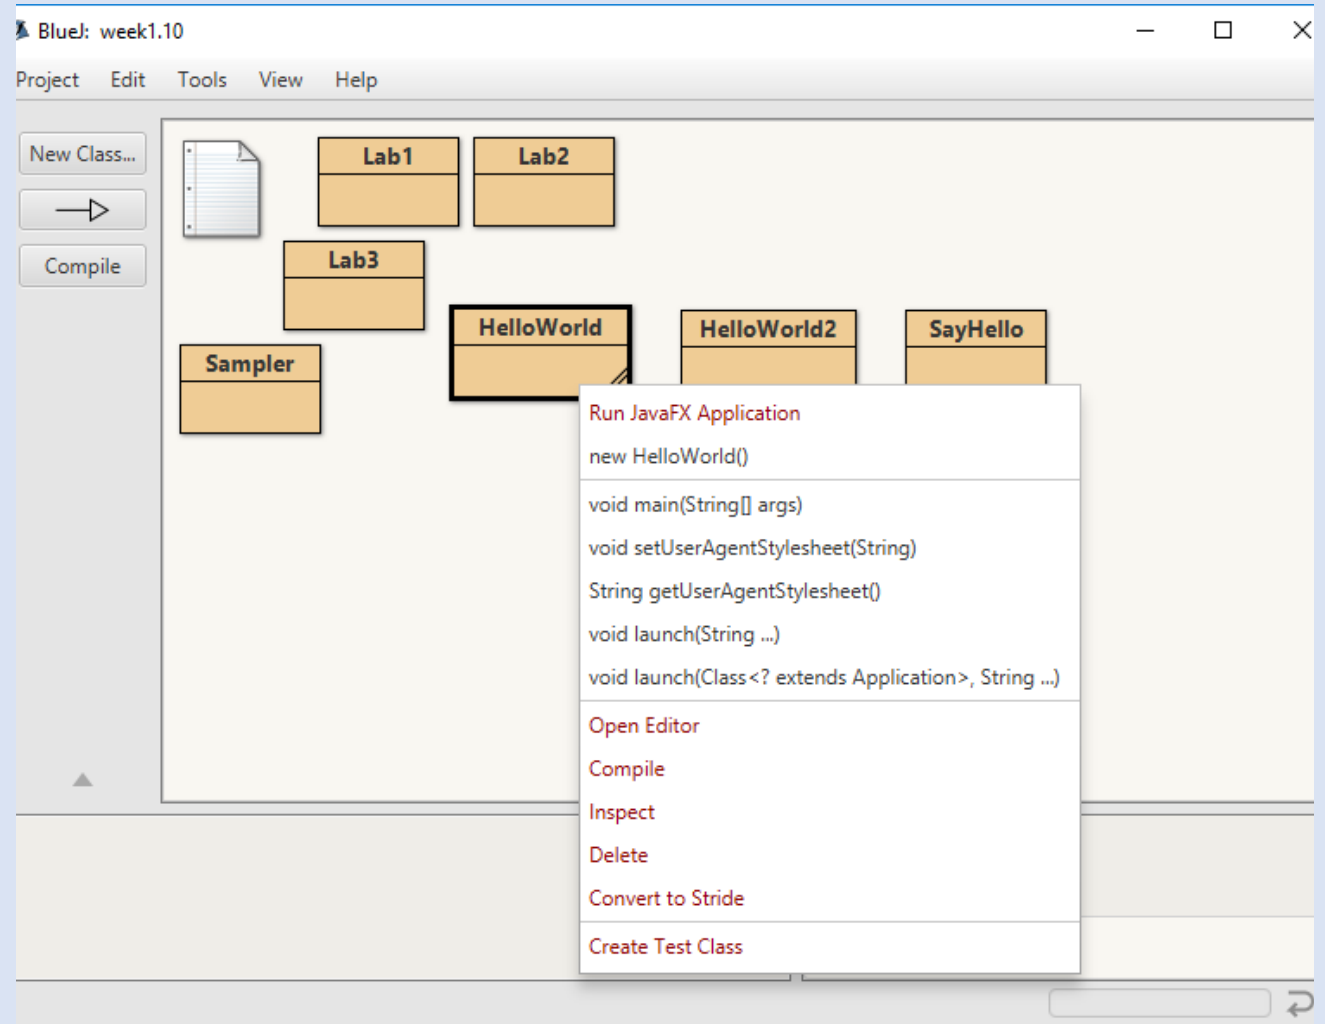 BlueJ: week1.10
Project Edit Tools View Help
New Class...
Compile
Lab1
Lab2
Lab3
HelloWorld
HelloWorld2
SayHello
Sampler
Run JavaFX Application
new HelloWorld()
void main(String[] args)
void setUserAgentStylesheet(String)
String getUserAgentStylesheet()
void launch(String ...)
void launch(Class<? extends Application>, String ...)
Open Editor
Compile
Inspect
Delete
Convert to Stride
Create Test Class